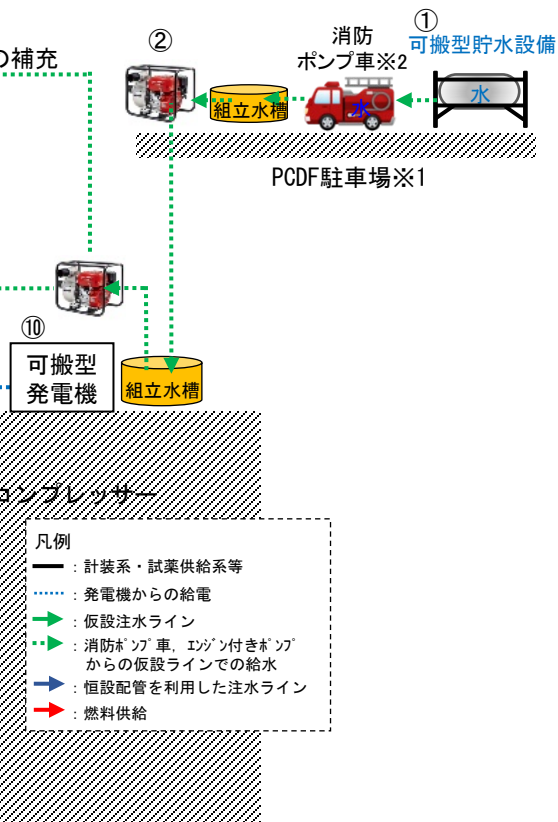 の補充
②
消防
ポンプ車※2
①
可搬型貯水設備
組立水槽
水
水
PCDF駐車場※1
⑩
可搬型
発電機
組立水槽
コンプレッサー
凡例
：計装系・試薬供給系等
：発電機からの給電
：仮設注水ライン
：消防ﾎﾟﾝﾌﾟ車，ｴﾝｼﾞﾝ付きﾎﾟﾝﾌﾟ
からの仮設ラインでの給水
：恒設配管を利用した注水ライン
：燃料供給